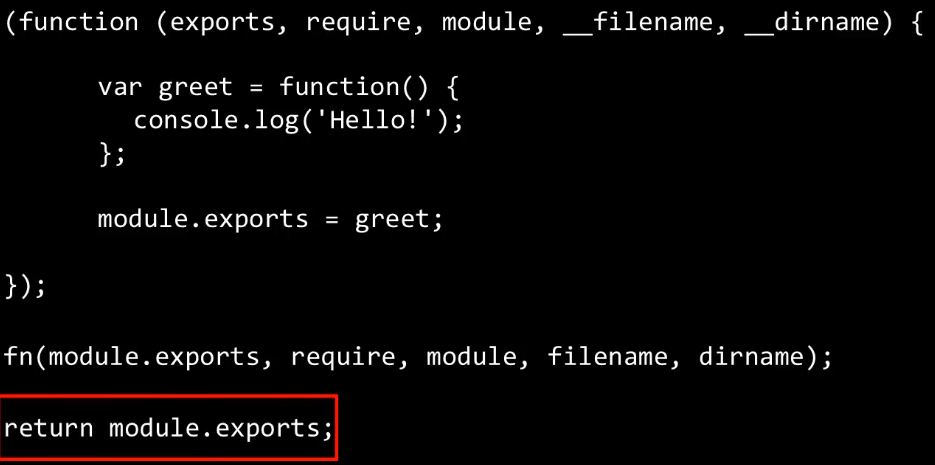 (function (exports, require, module, __filename, __dirname) {
var greet = function() {
console.log('Hello!');
};
module.exports = greet;
});
fn(module.exports, require, module, filename, dirname);
return module.exports;